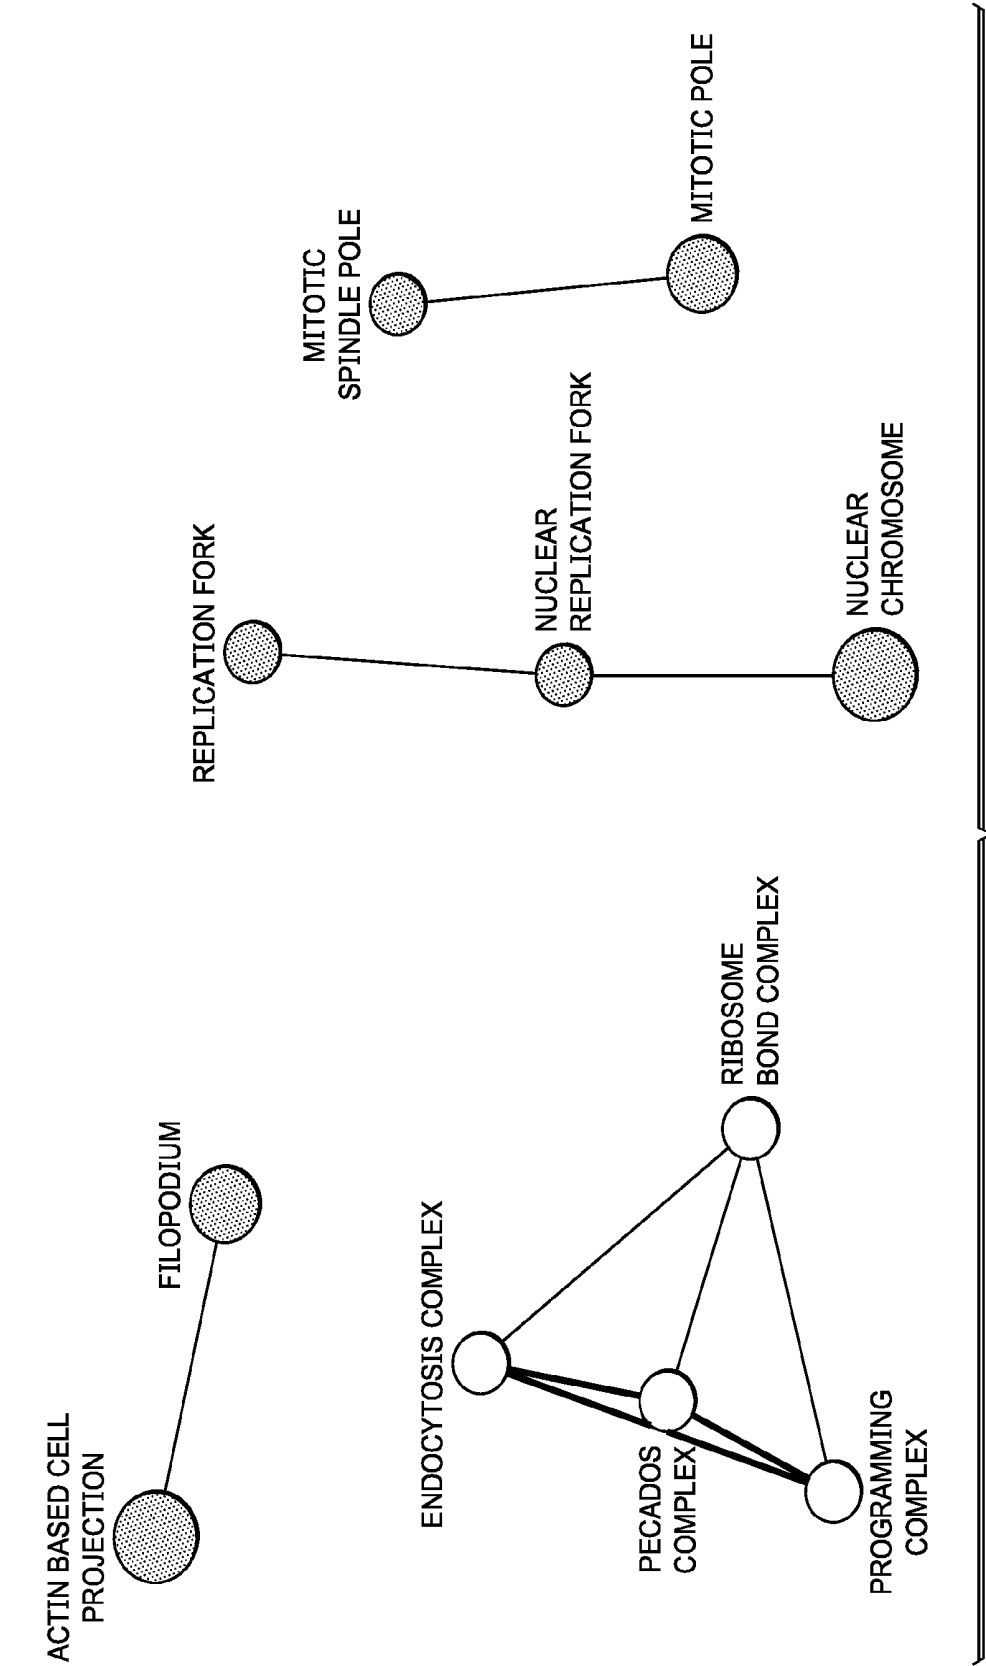 ACTIN BASED CELL
PROJECTION
FILOPODIUM
REPLICATION FORK
MITOTIC
SPINDLE POLE
ENDOCYTOSIS COMPLEX
NUCLEAR
REPLICATION FORK
MITOTIC POLE
PECADOS
COMPLEX
RIBOSOME
BOND COMPLEX
PROGRAMMING
COMPLEX
NUCLEAR
CHROMOSOME